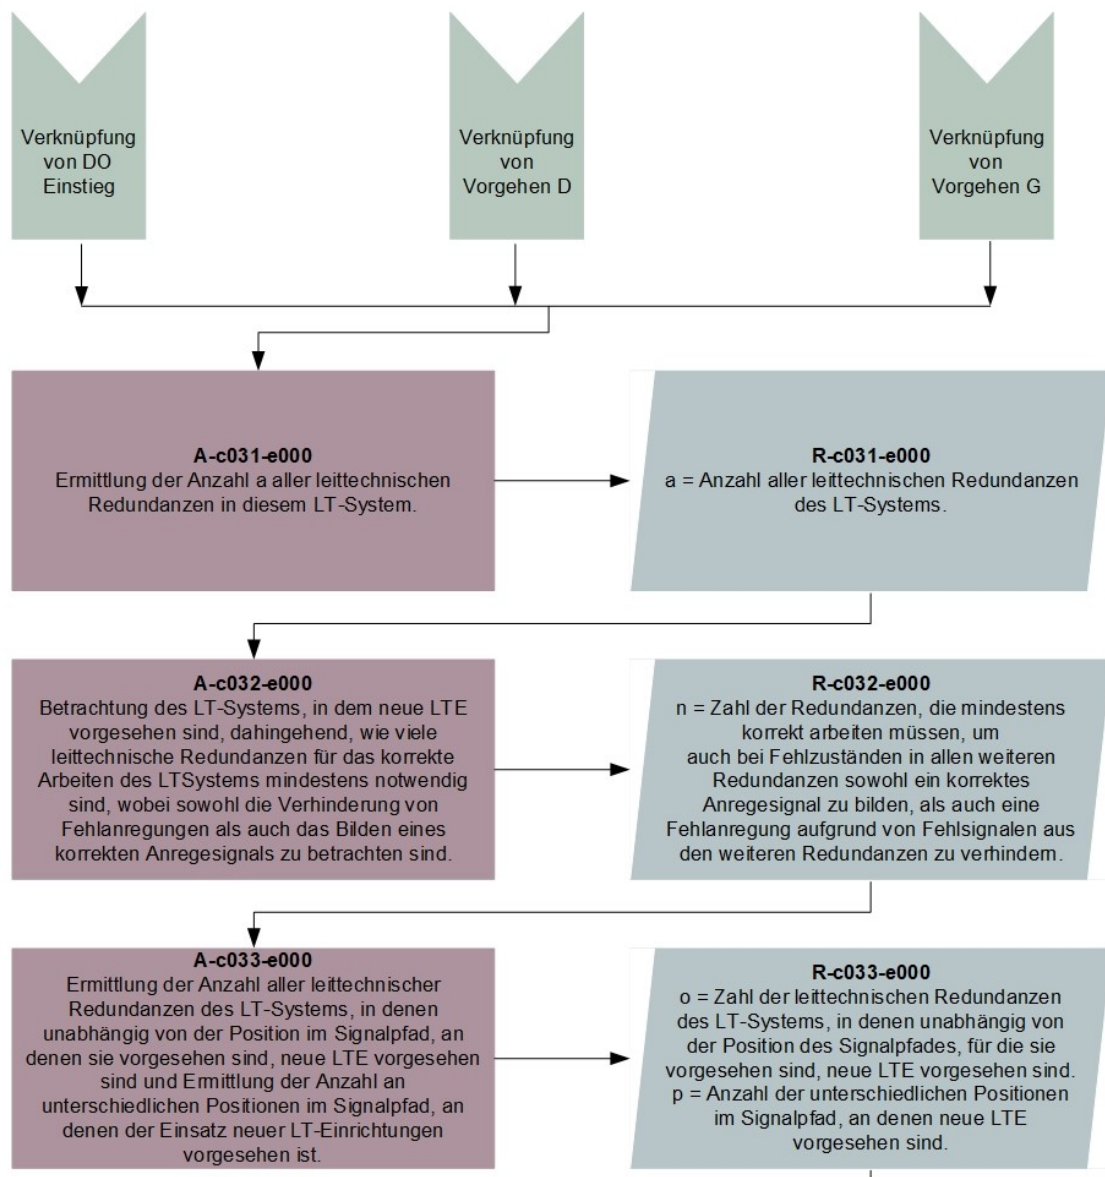 Verknüpfung
von DO
Einstieg
Verknüpfung
von
Vorgehen D
Verknüpfung
von
Vorgehen G
A-c031-e000
Ermittlung der Anzahl a aller leittechnischen
Redundanzen in diesem LT-System.
R-c031-e000
a = Anzahl aller leittechnischen Redundanzen
des LT-Systems.
A-c032-e000
Betrachtung des LT-Systems, in dem neue LTE
vorgesehen sind, dahingehend, wie viele
leittechnische Redundanzen für das korrekte
Arbeiten des LTSystems mindestens notwendig
sind, wobei sowohl die Verhinderung von
Fehlanregungen als auch das Bilden eines
korrekten Anregesignals zu betrachten sind.
R-c032-e000
n = Zahl der Redundanzen, die mindestens
korrekt arbeiten müssen, um
auch bei Fehlzuständen in allen weiteren
Redundanzen sowohl ein korrektes
Anregesignal zu bilden, als auch eine
Fehlanregung aufgrund von Fehlsignalen aus
den weiteren Redundanzen zu verhindern.
A-c033-e000
Ermittlung der Anzahl aller leittechnischer
Redundanzen des LT-Systems, in denen
unabhängig von der Position im Signalpfad, an
denen sie vorgesehen sind, neue LTE vorgesehen
sind und Ermittlung der Anzahl an
unterschiedlichen Positionen im Signalpfad, an
denen der Einsatz neuer LT-Einrichtungen
vorgesehen ist.
R-c033-e000
o = Zahl der leittechnischen Redundanzen
des LT-Systems, in denen unabhängig von
der Position des Signalpfades, für die sie
vorgesehen sind, neue LTE vorgesehen sind.
p = Anzahl der unterschiedlichen Positionen
im Signalpfad, an denen neue LTE
vorgesehen sind.